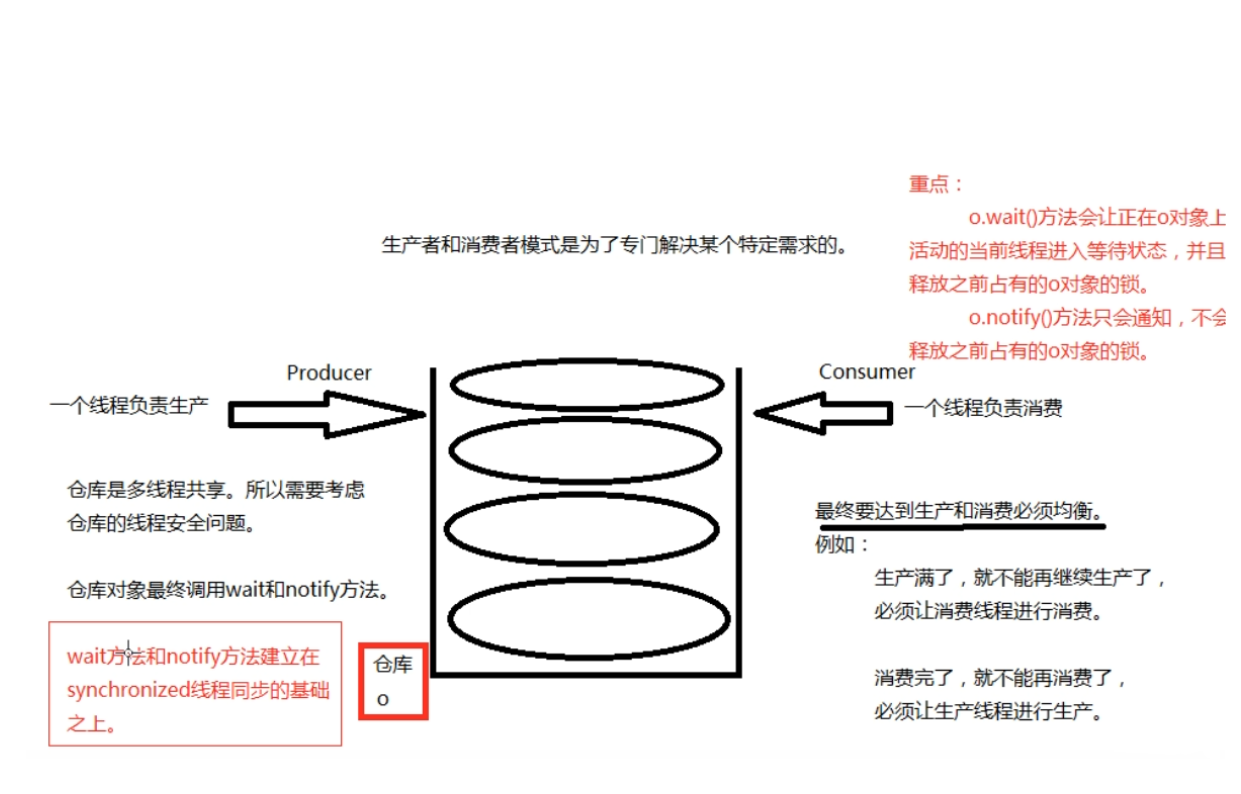 重点：
o.wait()方法会让正在o对象上
活动的当前线程进入等待状态，并且
释放之前占有的o对象的锁。
o.notify()方法只会通知，不会
释放之前占有的o对象的锁。
生产者和消费者模式是为了专门解决某个特定需求的。
Producer
一个线程负责生产
Consumer
一个线程负责消费
仓库是多线程共享。所以需要考虑
仓库的线程安全问题。
仓库对象最终调用wait和notify方法。
wait方法和notify方法建立在
synchronized线程同步的基础
之上。
仓库
o
最终要达到生产和消费必须均衡。
例如：
生产满了，就不能再继续生产了，
必须让消费线程进行消费。
消费完了，就不能再消费了，
必须让生产线程进行生产。